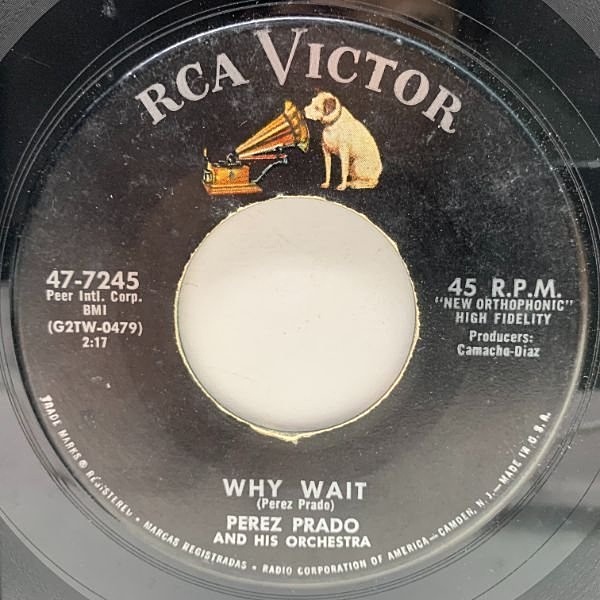 RCA VICTOR
47-7245
Peer Intl. Corp.
BMI
(G2TW-0479)
2:17
45 R.P.M.
"NEW ORTHOPHONIC"
HIGH FIDELITY
Producers:
Camacho-Diaz
WHY WAIT
(Perez Prado)
PEREZ PRADO
AND HIS ORCHESTRA
TRADE MARKS ® REGISTERED • MARCAS REGISTRADAS • RADIO CORPORATION OF AMERICA—CAMDEN, N. J.—MADE IN U.S.A.